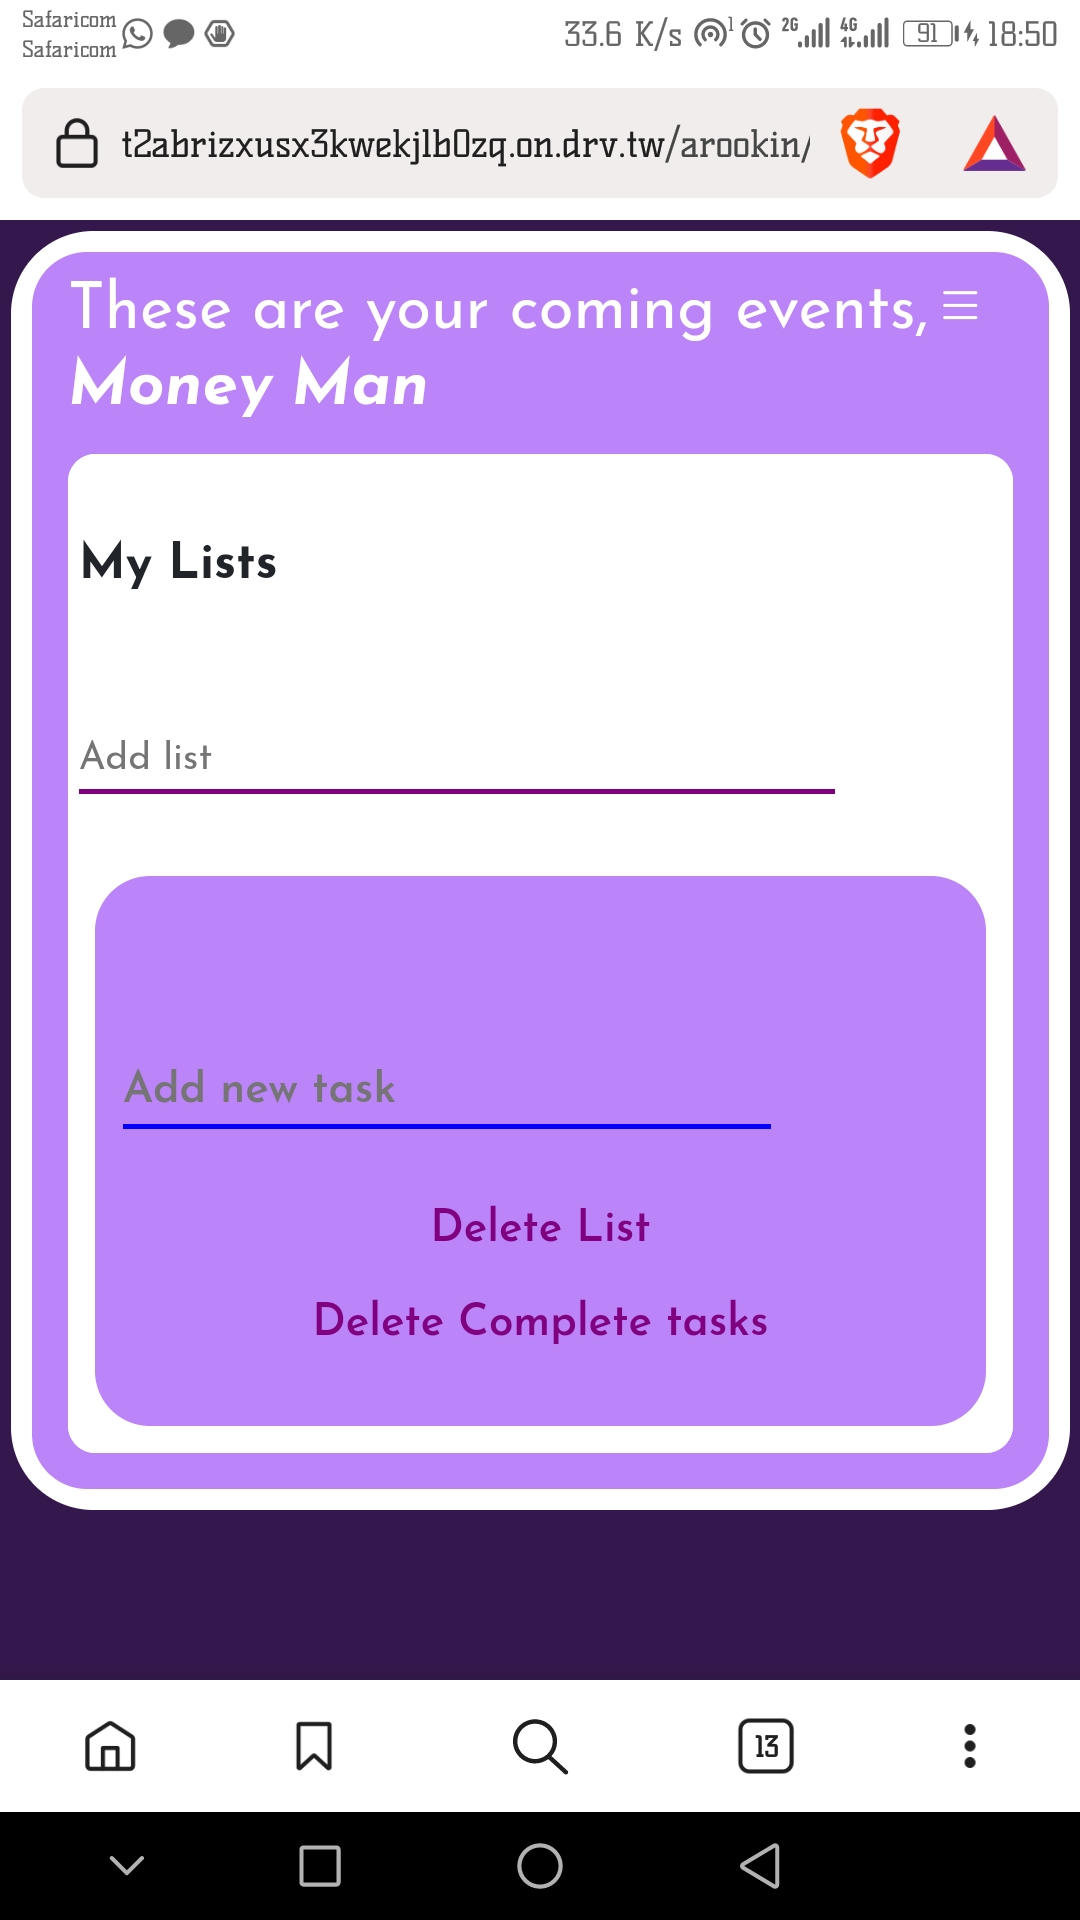 Safaricom
Safaricom
33.6 K/s 1 2G 4G 91 18:50
t2abrizxusx3kwekjlb0zq.on.drv.tw/arookin/
These are your coming events,
Money Man
My Lists
Add list
Add new task
Delete List
Delete Complete tasks
13